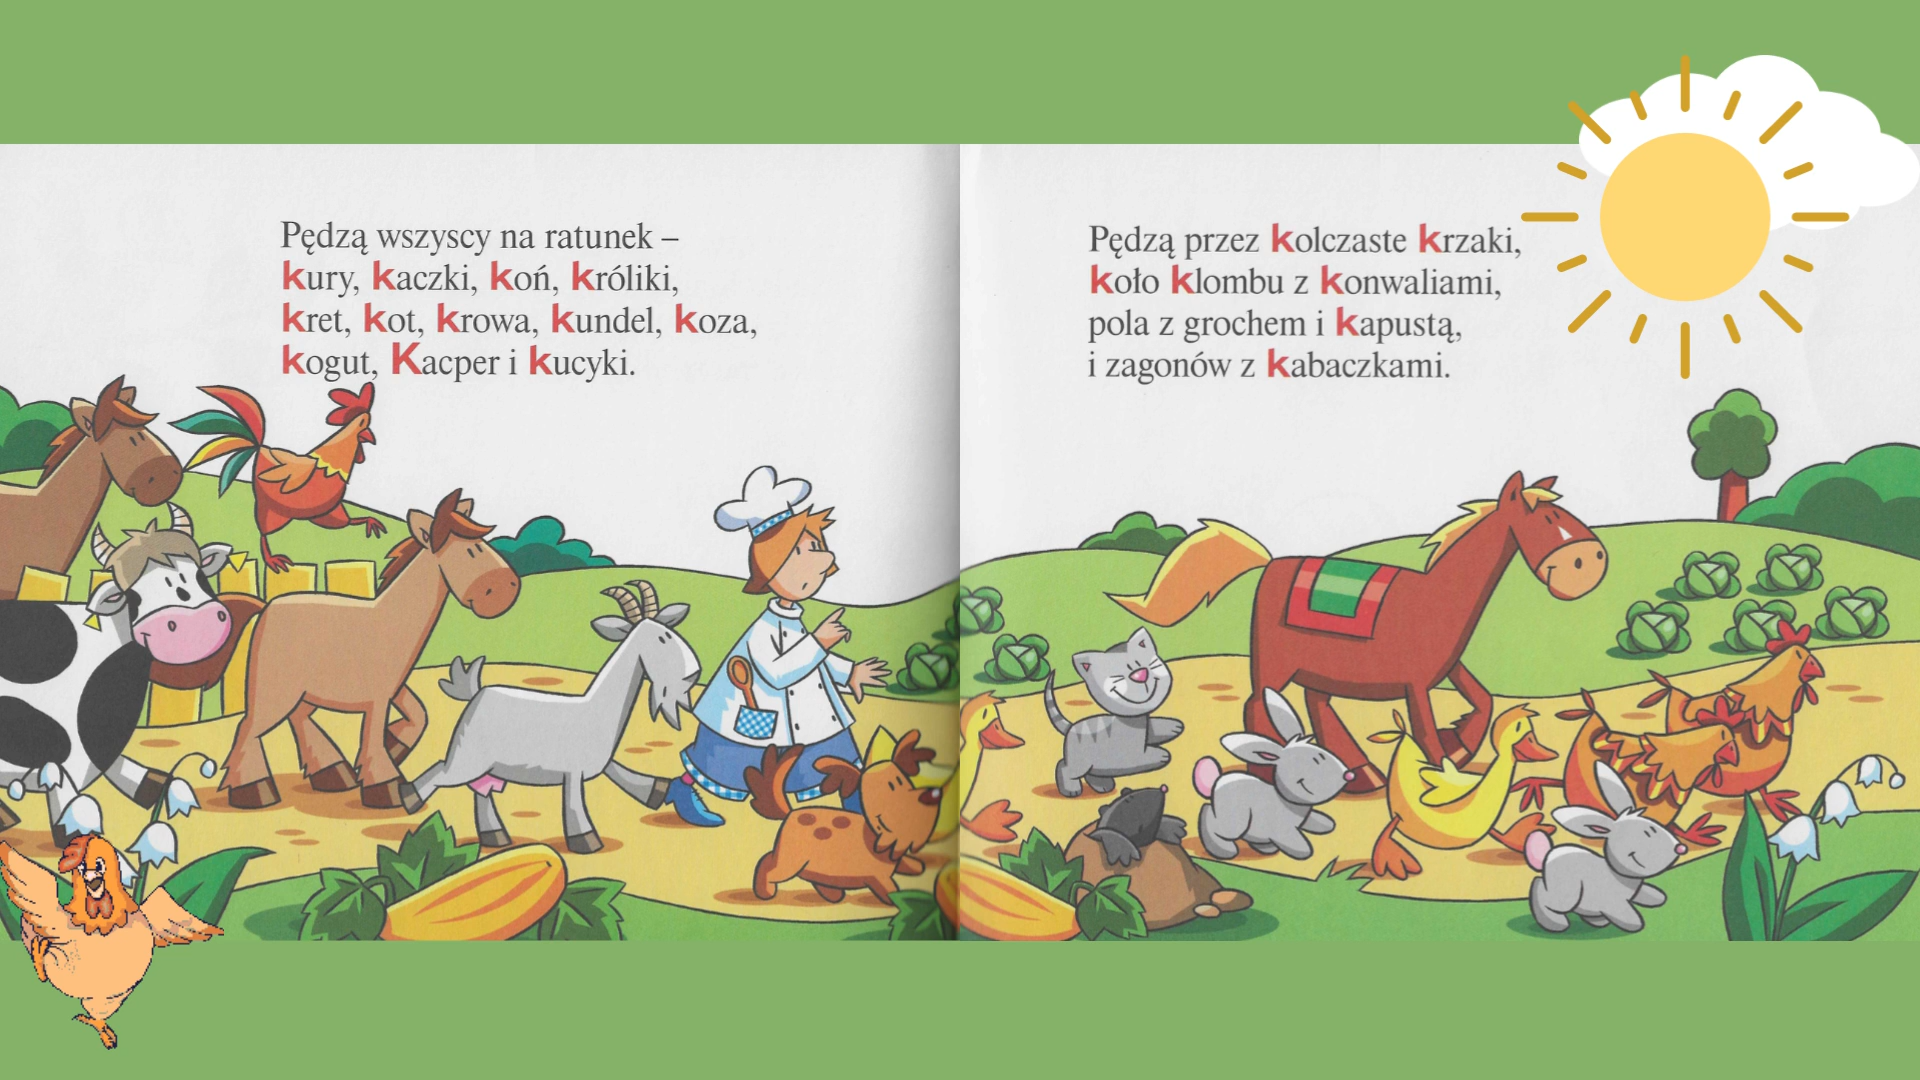 Pędzą wszyscy na ratunek –
kury, kaczki, koń, króliki,
kret, kot, krowa, kundel, koza,
kogut, Kacper i kucyki.
Pędzą przez kolczaste krzaki,
koło klombu z konwaliami,
pola z grochem i kapustą,
i zagonów z kabaczkami.